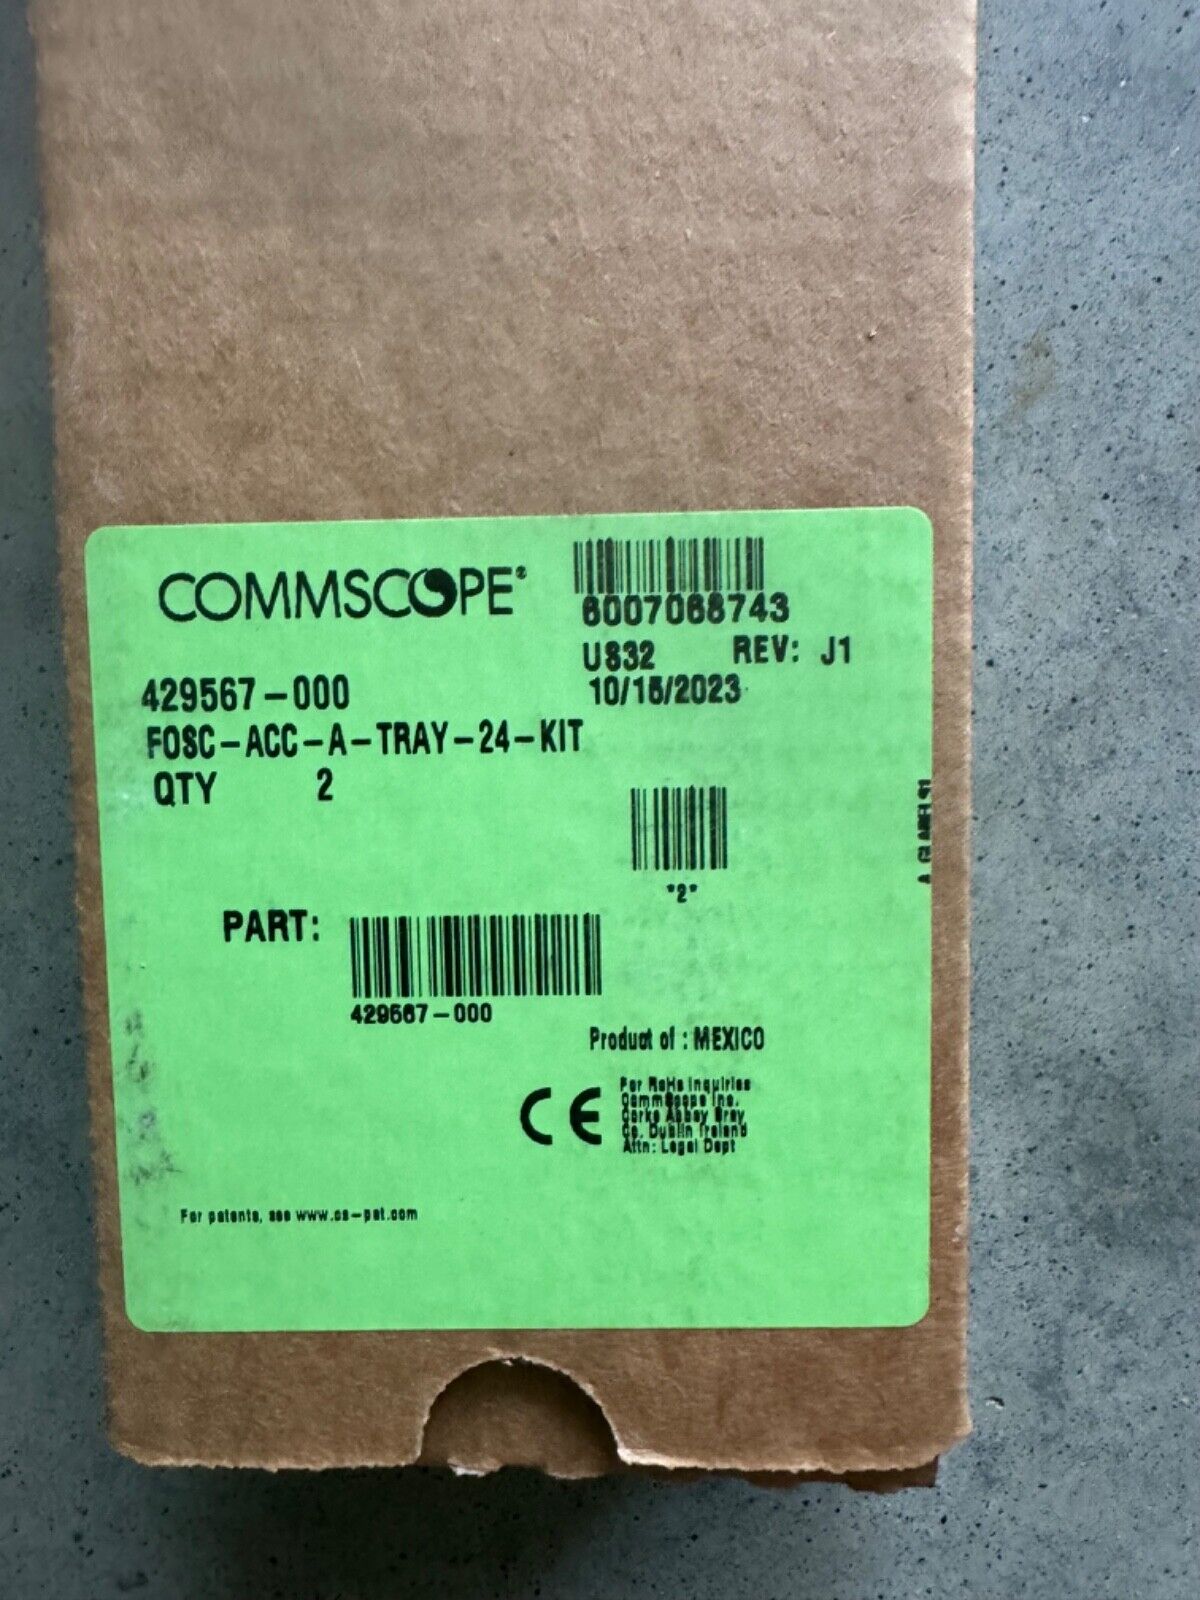 COMMSCOPE®
6007068743
US32 REV: J1
10/16/2023
429567-000
FOSC-ACC-A-TRAY-24-KIT
QTY 2
*2*
PART:
429567-000
Product of : MEXICO
CE
For RoHs Inquiries
CommScope Inc.
Corke Abbey Bray
Co. Dublin Ireland
Attn: Legal Dept
For patents, see www.cs-pat.com